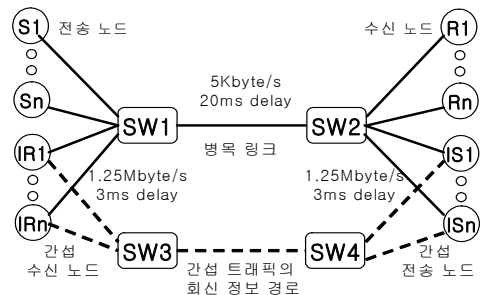 S1
전송 노드
수신 노드
R1
5Kbyte/s
20ms delay
Sn
Rn
SW1
SW2
병목 링크
IR1
IS1
1.25Mbyte/s
3ms delay
1.25Mbyte/s
3ms delay
IRn
ISn
간섭
수신 노드
SW3
SW4
간섭
전송 노드
간섭 트래픽의
회신 정보 경로